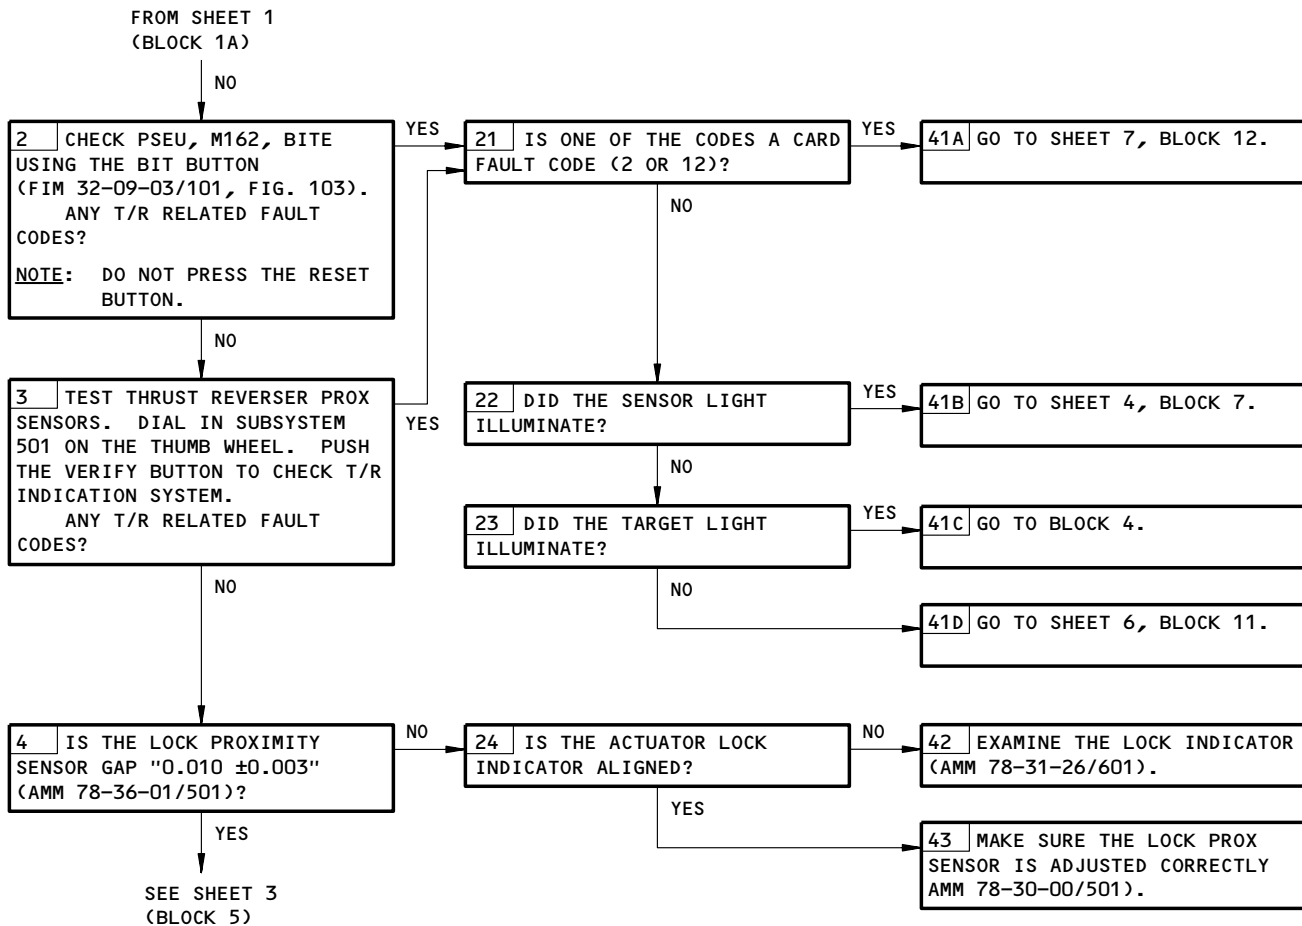 FROM SHEET 1
(BLOCK 1A)
NO
2 CHECK PSEU, M162, BITE
USING THE BIT BUTTON
(FIM 32-09-03/101, FIG. 103).
ANY T/R RELATED FAULT
CODES?
NOTE: DO NOT PRESS THE RESET
BUTTON.
YES
21 IS ONE OF THE CODES A CARD
FAULT CODE (2 OR 12)?
YES
41A GO TO SHEET 7, BLOCK 12.
NO
NO
3 TEST THRUST REVERSER PROX
SENSORS. DIAL IN SUBSYSTEM
501 ON THE THUMB WHEEL. PUSH
THE VERIFY BUTTON TO CHECK T/R
INDICATION SYSTEM.
ANY T/R RELATED FAULT
CODES?
YES
22 DID THE SENSOR LIGHT
ILLUMINATE?
YES
41B GO TO SHEET 4, BLOCK 7.
NO
23 DID THE TARGET LIGHT
ILLUMINATE?
YES
41C GO TO BLOCK 4.
NO
NO
41D GO TO SHEET 6, BLOCK 11.
4 IS THE LOCK PROXIMITY
SENSOR GAP "0.010 ±0.003"
(AMM 78-36-01/501)?
NO
24 IS THE ACTUATOR LOCK
INDICATOR ALIGNED?
NO
42 EXAMINE THE LOCK INDICATOR
(AMM 78-31-26/601).
YES
YES
43 MAKE SURE THE LOCK PROX
SENSOR IS ADJUSTED CORRECTLY
AMM 78-30-00/501).
SEE SHEET 3
(BLOCK 5)